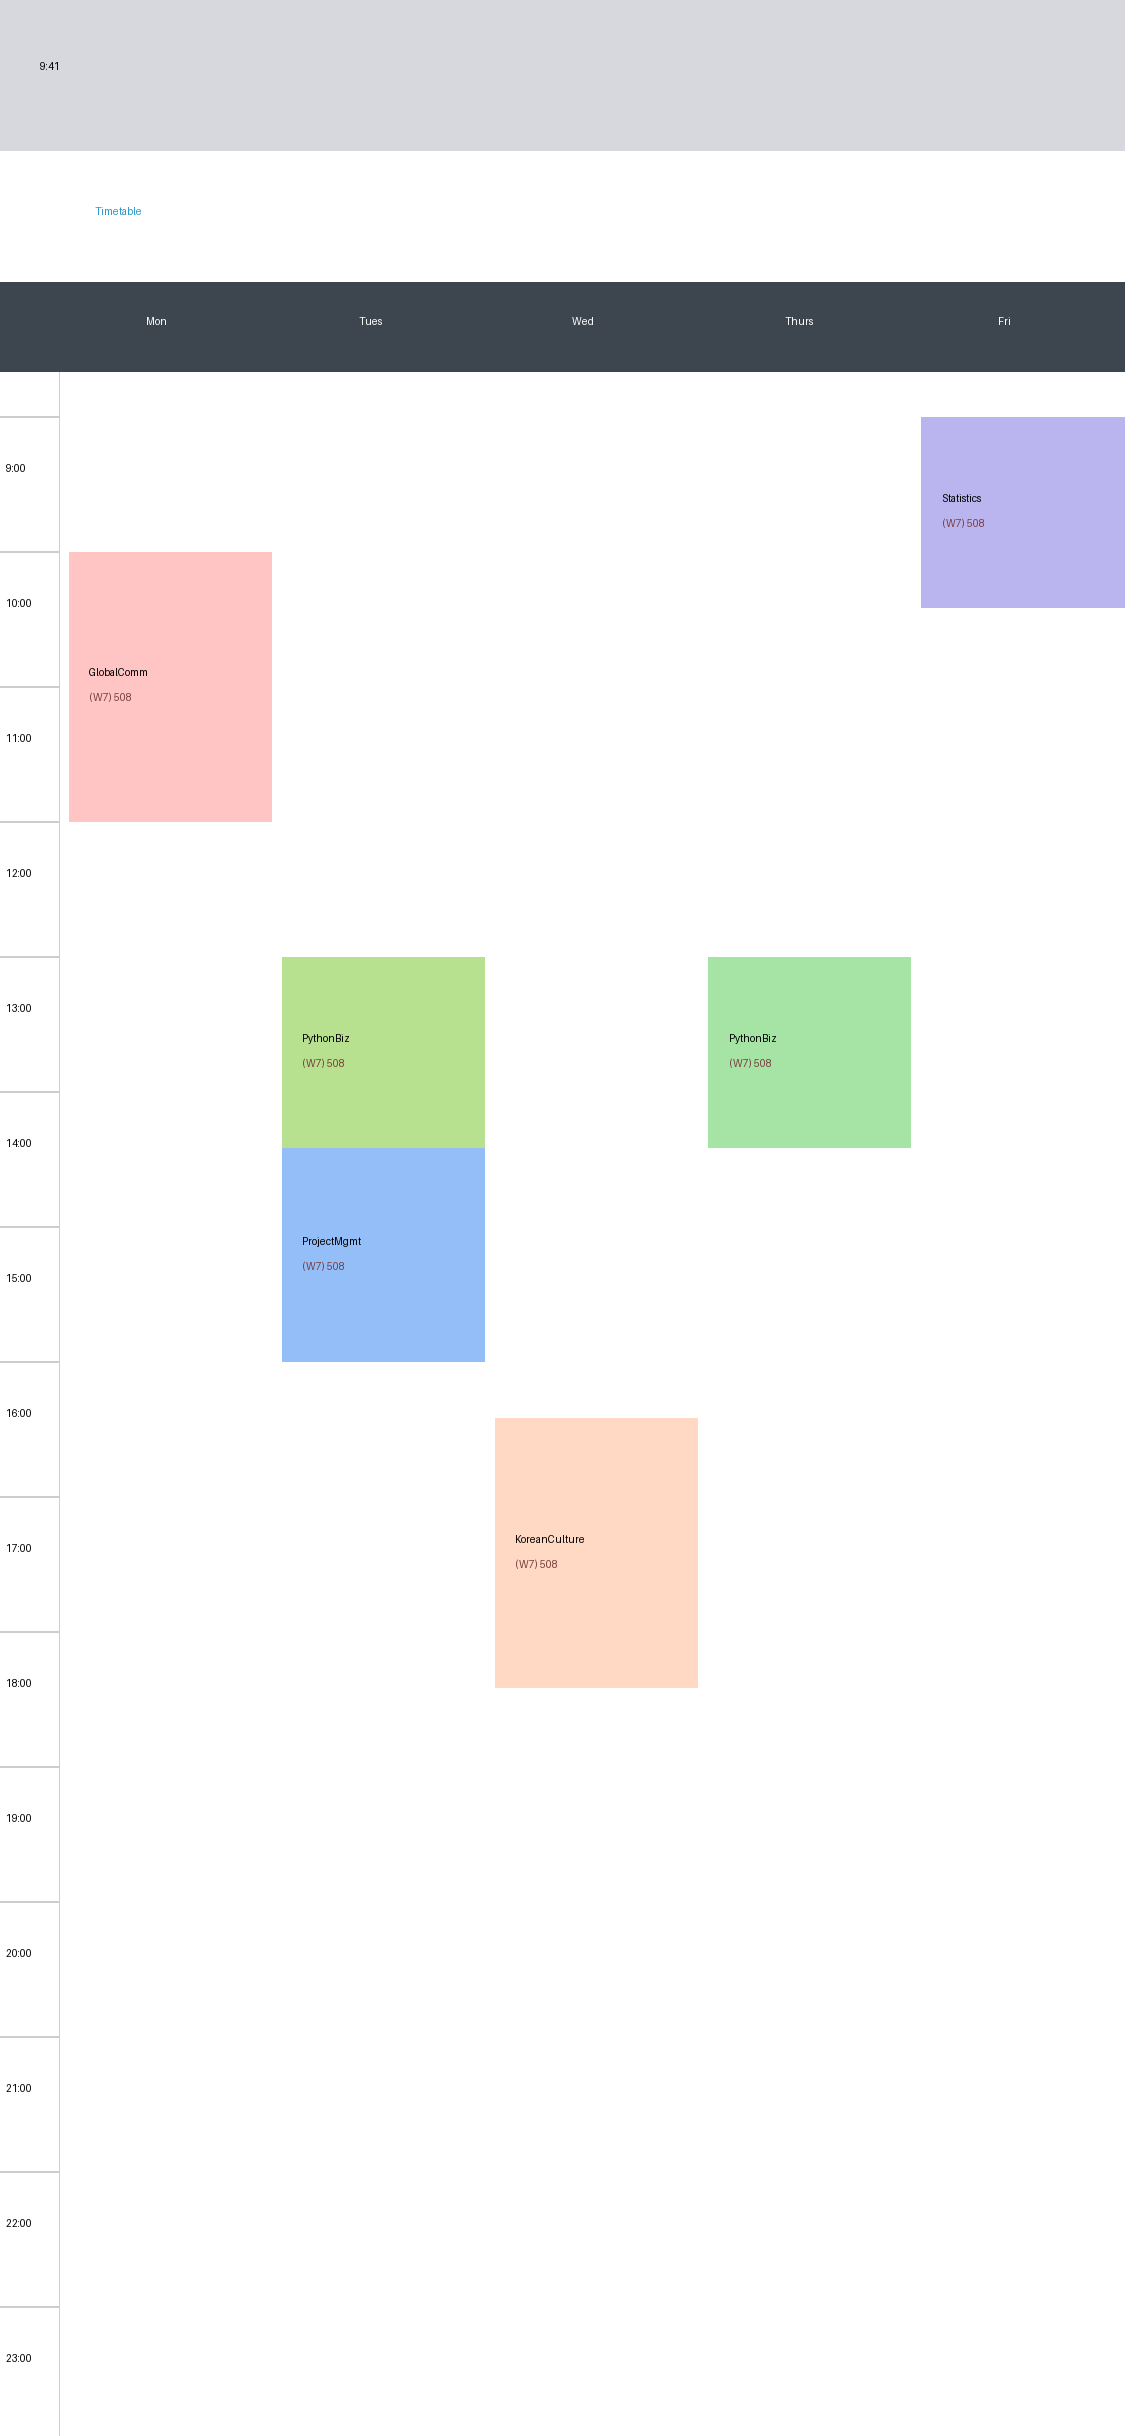 9:41
Timetable
Mon
Tues
Wed
Thurs
Fri
9:00
Statistics
(W7) 508
10:00
GlobalComm
(W7) 508
11:00
12:00
13:00
PythonBiz
(W7) 508
PythonBiz
(W7) 508
14:00
ProjectMgmt
(W7) 508
15:00
16:00
KoreanCulture
(W7) 508
17:00
18:00
19:00
20:00
21:00
22:00
23:00